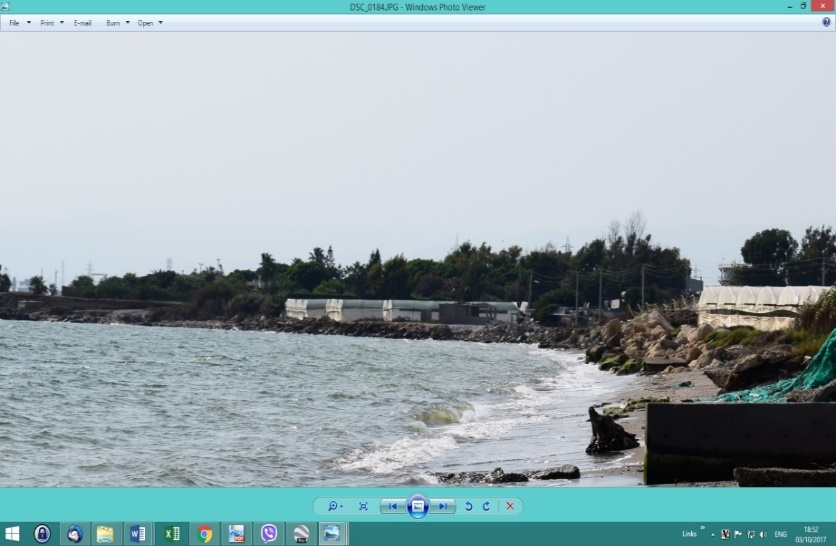 DSC_0184.JPG - Windows Photo Viewer
File Print E-mail Burn Open
Links ENG 18:52
03/10/2017